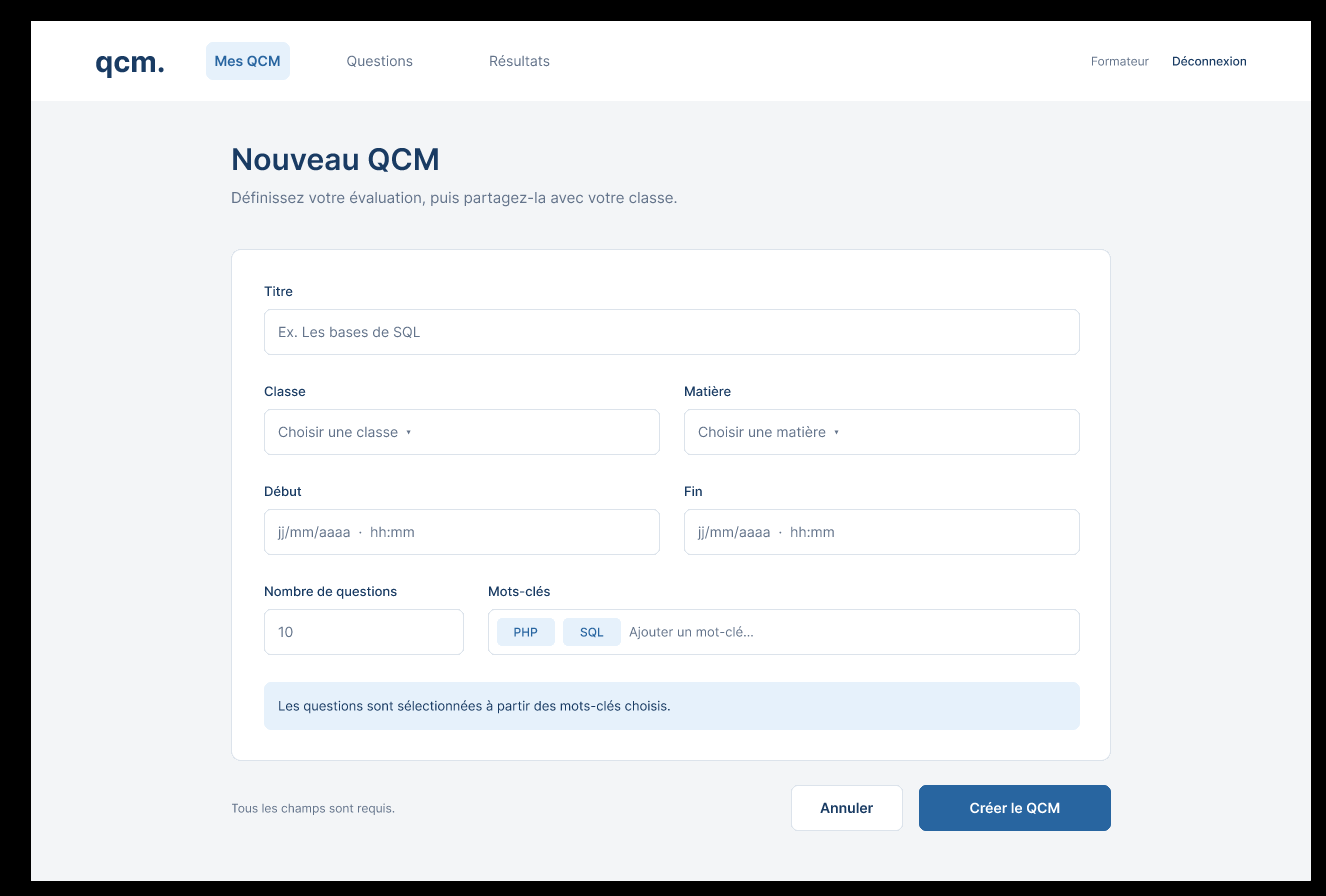 qcm.
Mes QCM
Questions
Résultats
Formateur
Déconnexion
Nouveau QCM
Définissez votre évaluation, puis partagez-la avec votre classe.
Titre
Ex. Les bases de SQL
Classe
Matière
Choisir une classe ▾
Choisir une matière ▾
Début
Fin
jj/mm/aaaa · hh:mm
jj/mm/aaaa · hh:mm
Nombre de questions
Mots-clés
10
PHP
SQL
Ajouter un mot-clé…
Les questions sont sélectionnées à partir des mots-clés choisis.
Tous les champs sont requis.
Annuler
Créer le QCM